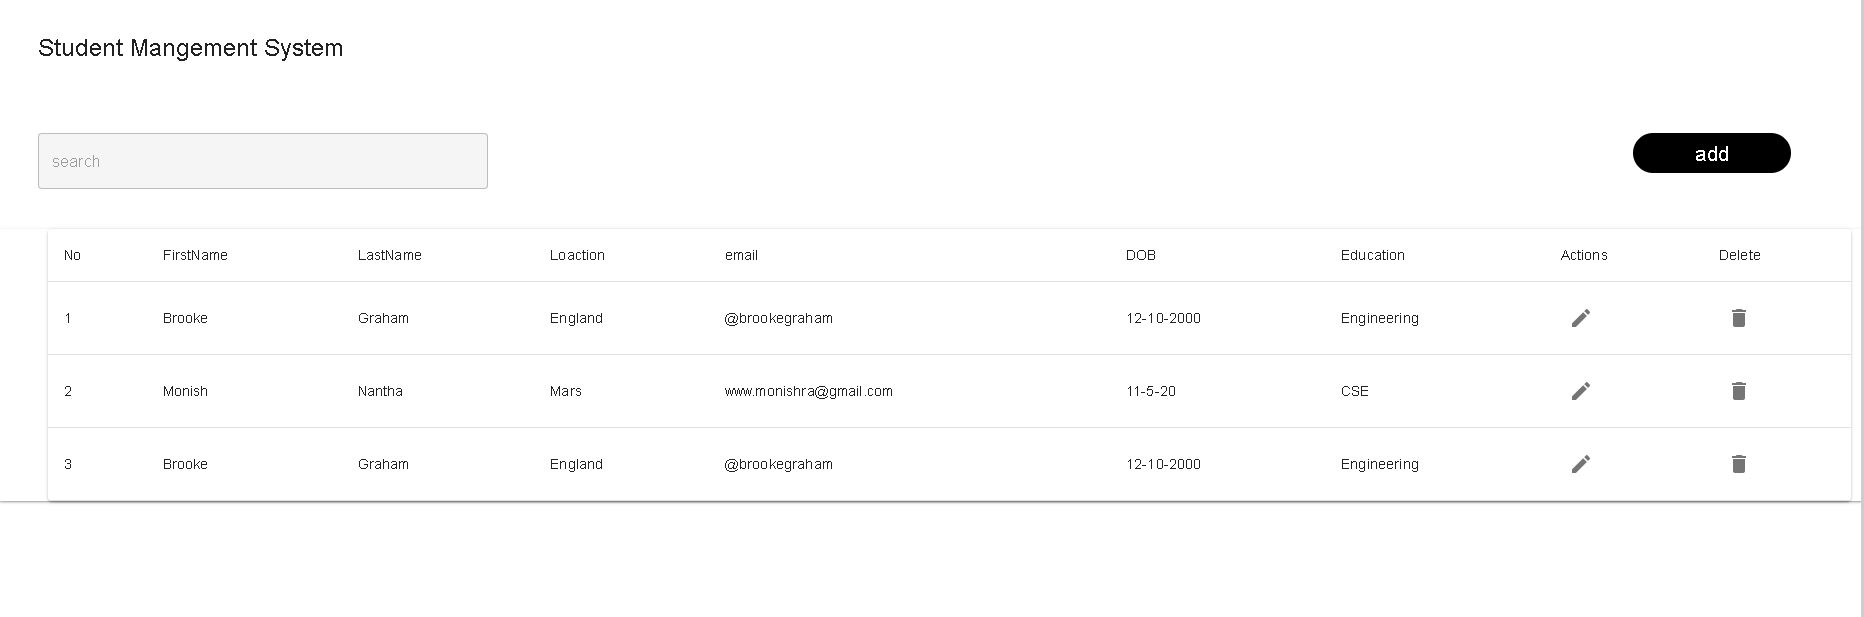 Student Mangement System
search
add
No FirstName LastName Loaction email DOB Education Actions Delete
1 Brooke Graham England @brookegraham 12-10-2000 Engineering
2 Monish Nantha Mars www.monishra@gmail.com 11-5-20 CSE
3 Brooke Graham England @brookegraham 12-10-2000 Engineering